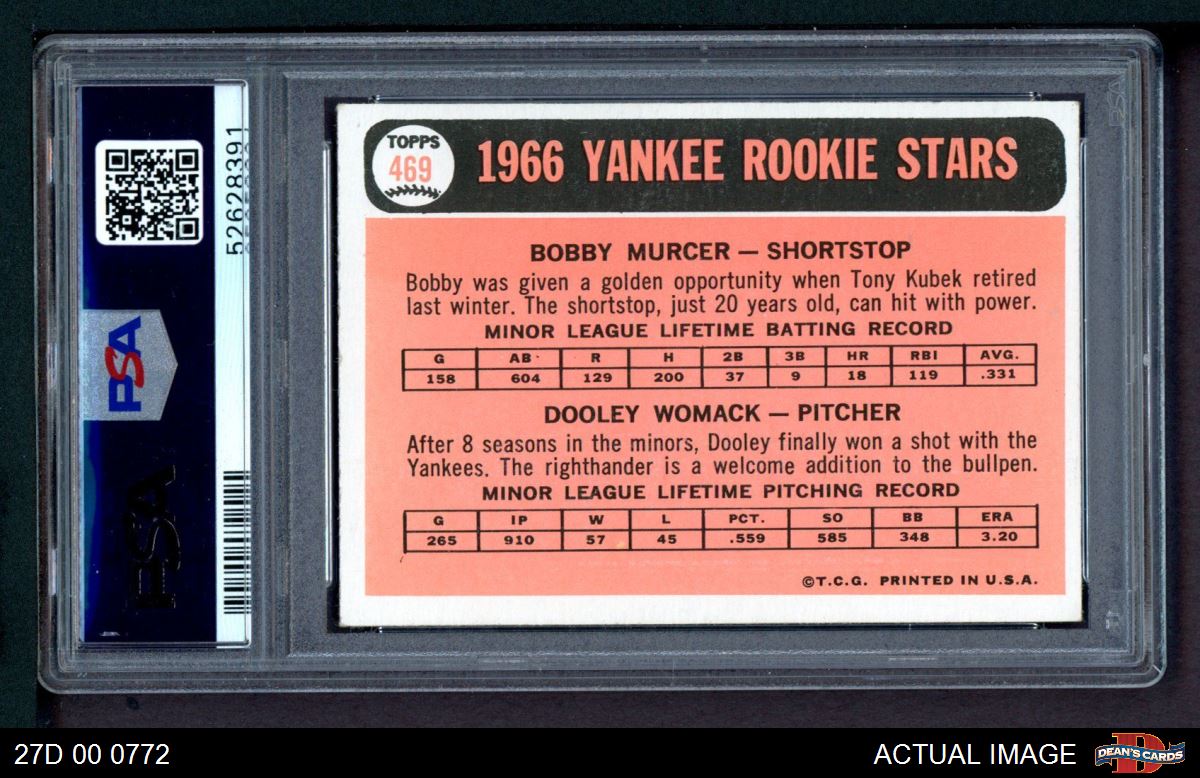 TOPPS
469
1966 YANKEE ROOKIE STARS
BOBBY MURCER — SHORTSTOP
Bobby was given a golden opportunity when Tony Kubek retired
last winter. The shortstop, just 20 years old, can hit with power.
MINOR LEAGUE LIFETIME BATTING RECORD
G AB R H 2B 3B HR RBI AVG.
158 604 129 200 37 9 18 119 .331
DOOLEY WOMACK — PITCHER
After 8 seasons in the minors, Dooley finally won a shot with the
Yankees. The righthander is a welcome addition to the bullpen.
MINOR LEAGUE LIFETIME PITCHING RECORD
G IP W L PCT. SO BB ERA
265 910 57 45 .559 585 348 3.20
©T.C.G. PRINTED IN U.S.A.
52628391
PSA
PSA
27D 00 0772
ACTUAL IMAGE
D
DEAN'S CARDS